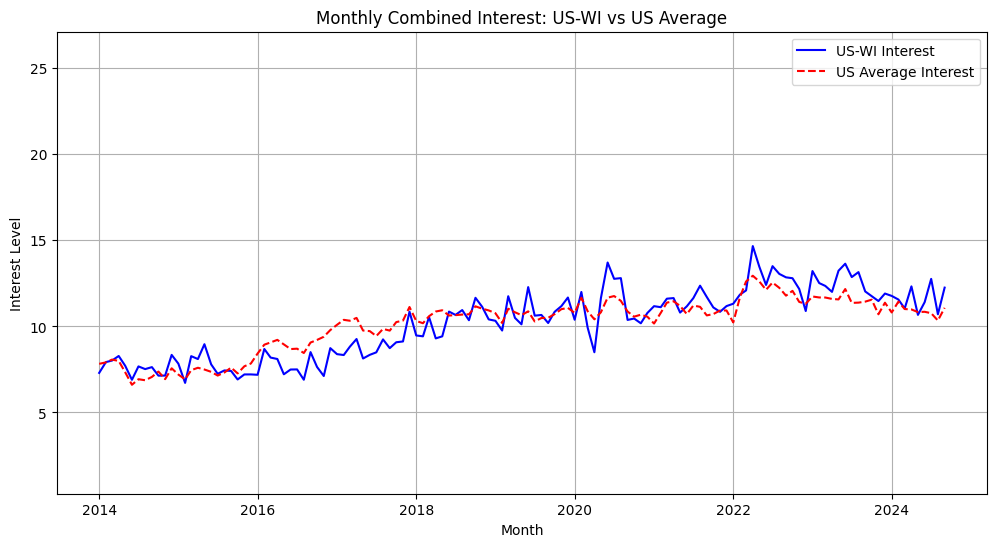 Monthly Combined Interest: US-WI vs US Average
US-WI Interest
US Average Interest
25
20
15
10
5
Interest Level
2014
2016
2018
2020
2022
2024
Month